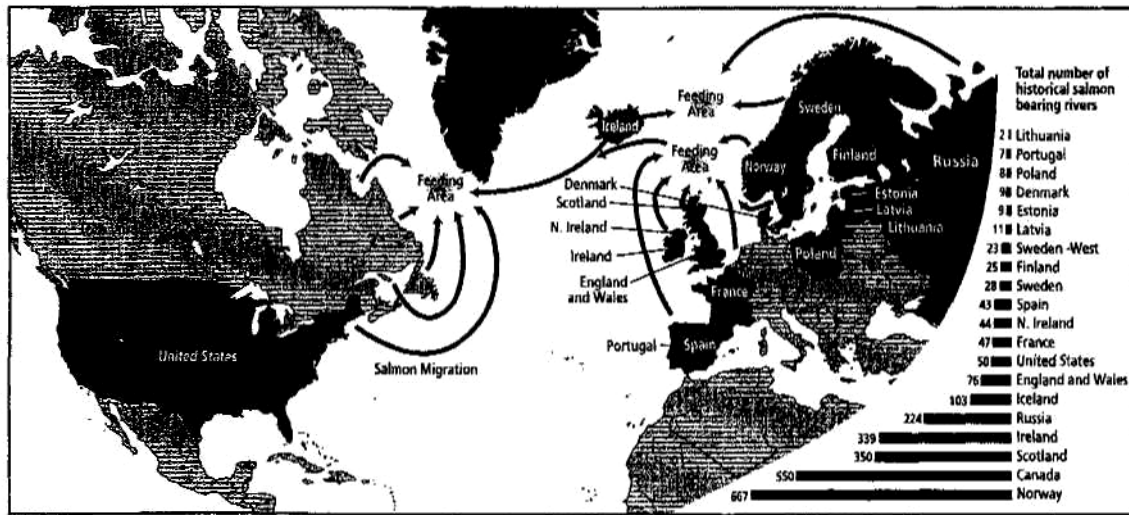 Feeding
Area
Sweden
Iceland
Feeding
Area
Norway
Finland
Russia
Feeding
Area
Denmark
Scotland
Estonia
Latvia
Lithuania
N. Ireland
Ireland
Poland
England
and Wales
France
United States
Portugal
Spain
Salmon Migration
Total number of
historical salmon
bearing rivers
2 Lithuania
7 Portugal
8 Poland
9 Denmark
9 Estonia
11 Latvia
23 Sweden -West
25 Finland
28 Sweden
43 Spain
44 N. Ireland
47 France
50 United States
76 England and Wales
103 Iceland
224 Russia
339 Ireland
350 Scotland
550 Canada
667 Norway